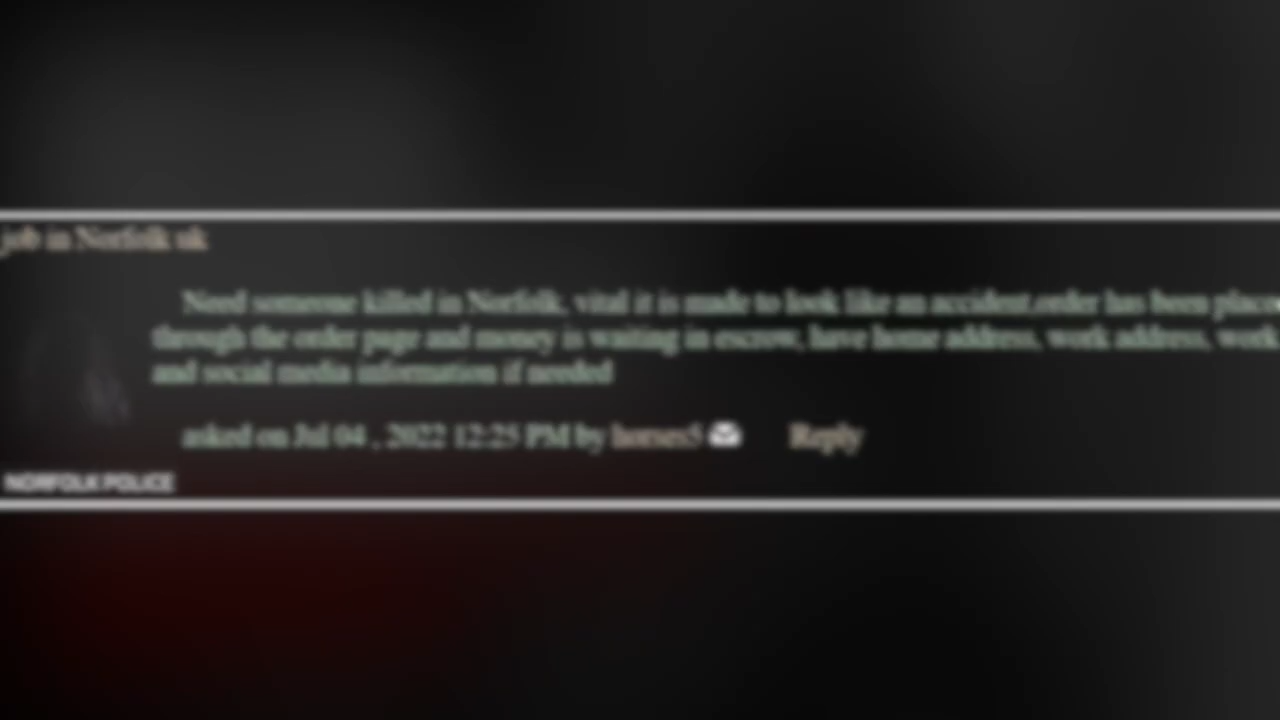 job in Norfolk uk
Need someone killed in Norfolk, vital it is made to look like an accident,order has been place
through the order page and money is waiting in escrow, have home address, work address, work
and social media information if needed
asked on Jul 04 , 2022 12:25 PM by horses5 Reply
NORFOLK POLICE